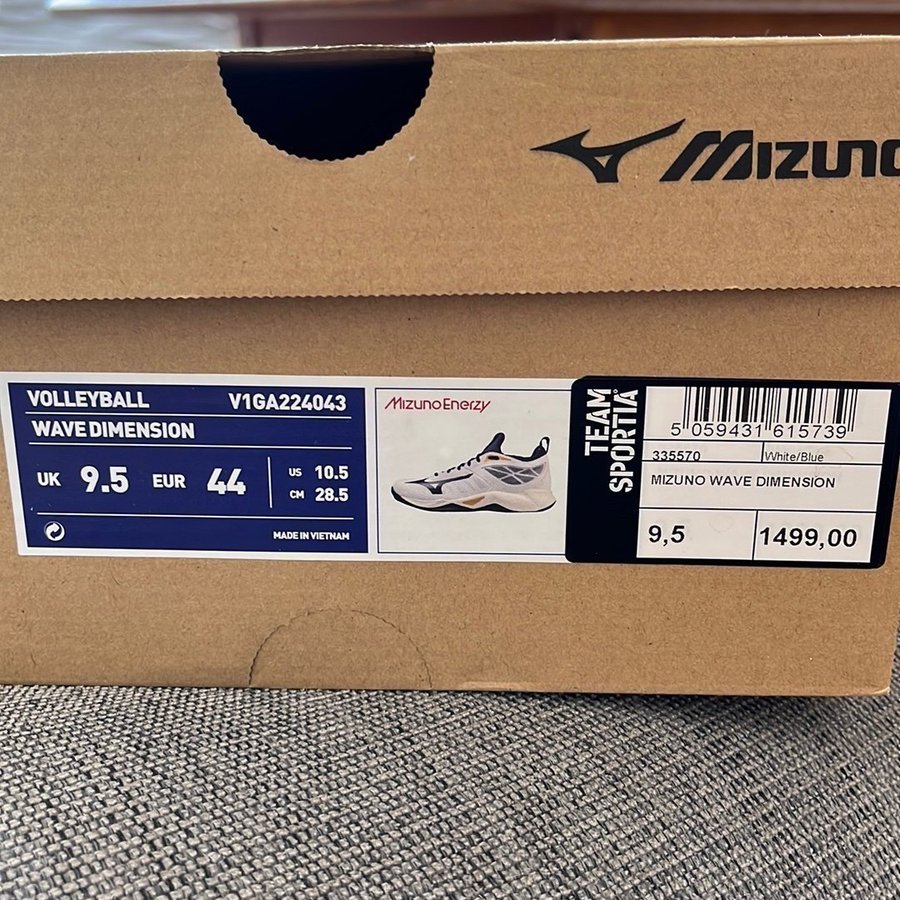 MIZUNO
VOLLEYBALL V1GA224043
WAVE DIMENSION
UK 9.5 EUR 44 US 10.5
CM 28.5
MADE IN VIETNAM
MizunoEnerzy
TEAM
SPORTIA
5 059431 615739
335570 White/Blue
MIZUNO WAVE DIMENSION
9,5 1499,00